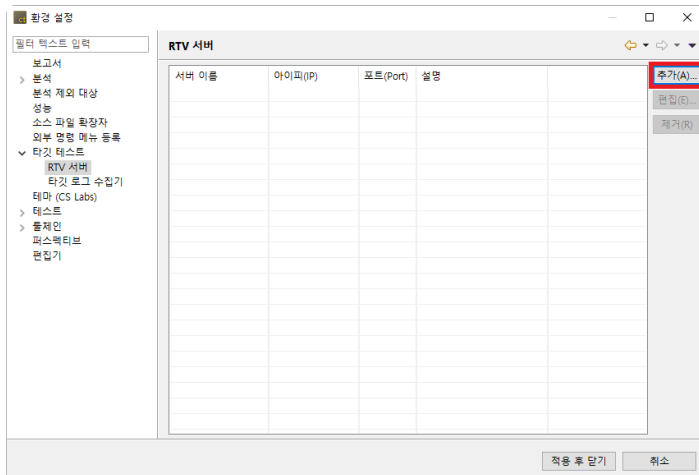 환경 설정
필터 텍스트 입력
보고서
분석
분석 제외 대상
성능
소스 파일 확장자
외부 명령 메뉴 등록
타깃 테스트
RTV 서버
타깃 로그 수집기
테마 (CS Labs)
테스트
툴체인
퍼스펙티브
편집기
RTV 서버
서버 이름 아이피(IP) 포트(Port) 설명
추가(A)...
편집(E)...
제거(R)
적용 후 닫기 취소